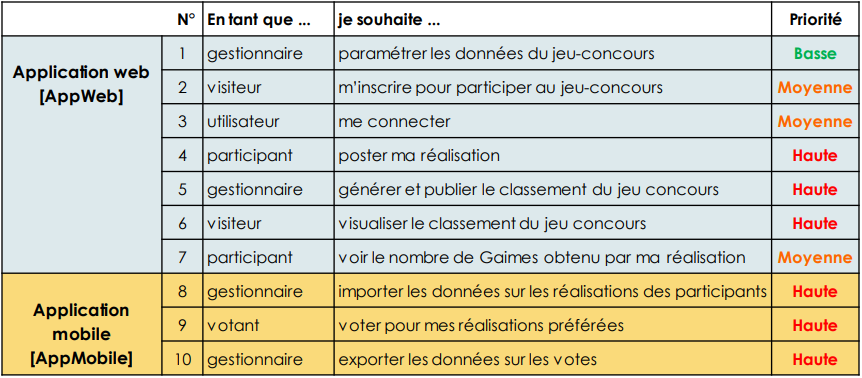 N° En tant que ... je souhaite ... Priorité
Application web
[AppWeb]
1 gestionnaire paramétrer les données du jeu-concours Basse
2 visiteur m'inscrire pour participer au jeu-concours Moyenne
3 utilisateur me connecter Moyenne
4 participant poster ma réalisation Haute
5 gestionnaire générer et publier le classement du jeu concours Haute
6 visiteur visualiser le classement du jeu concours Haute
7 participant voir le nombre de Gaimes obtenu par ma réalisation Moyenne
Application
mobile
[AppMobile]
8 gestionnaire importer les données sur les réalisations des participants Haute
9 votant voter pour mes réalisations préférées Haute
10 gestionnaire exporter les données sur les votes Haute